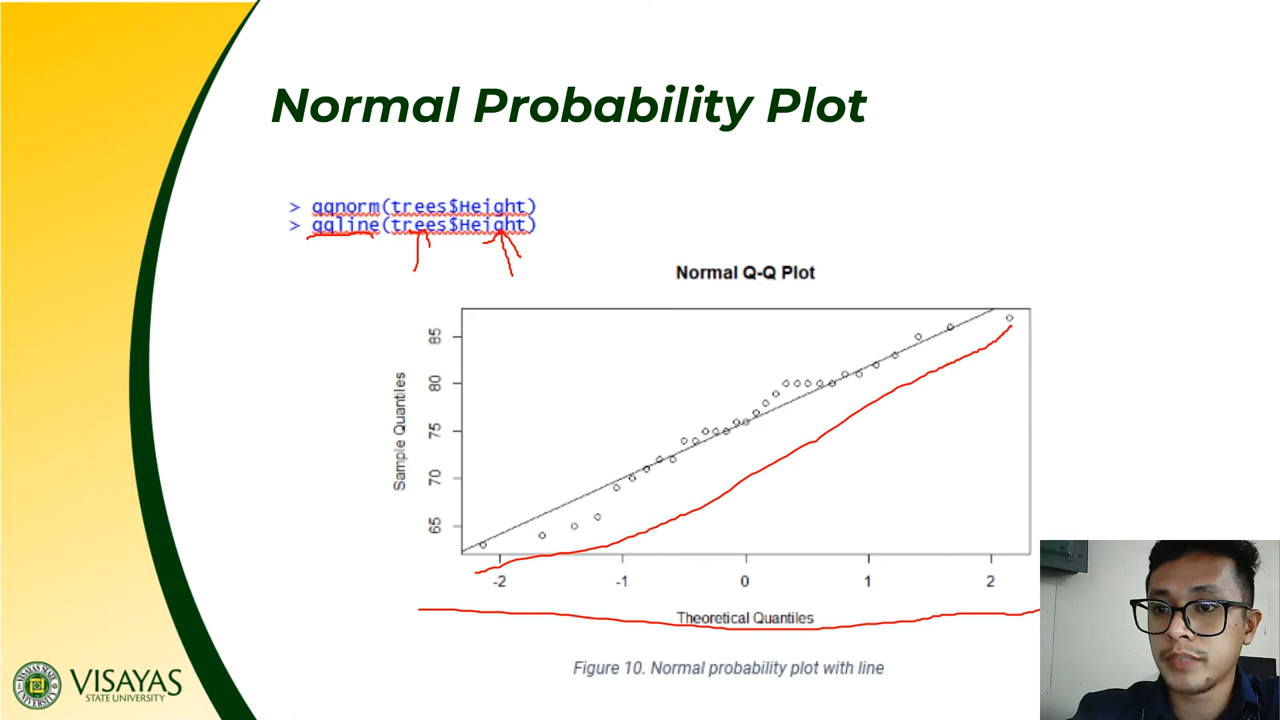 Normal Probability Plot
> qqnorm(trees$Height)
> qqline(trees$Height)
Normal Q-Q Plot
Sample Quantiles
85
80
75
70
65
-2 -1 0 1 2
Theoretical Quantiles
Figure 10. Normal probability plot with line
VISAYAS
STATE UNIVERSITY